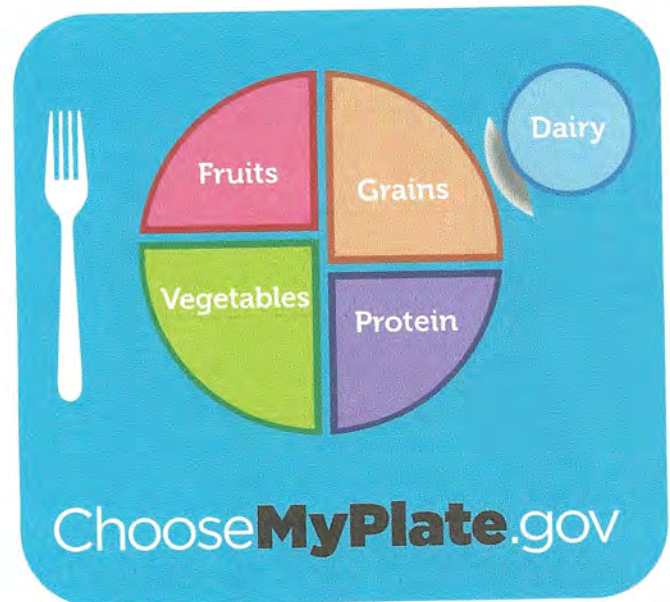 Dairy
Fruits
Grains
Vegetables
Protein
ChooseMyPlate.gov